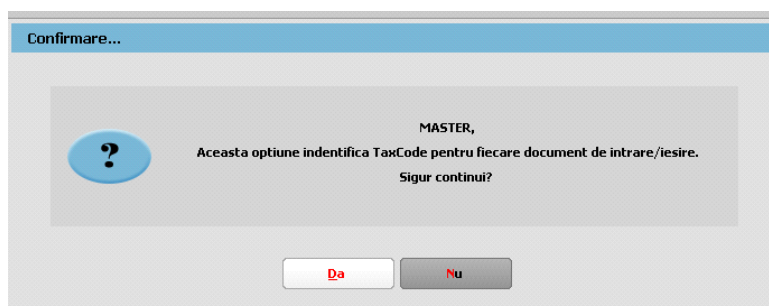 Confirmare...
?
MASTER,
Aceasta optiune indentifica TaxCode pentru fiecare document de intrare/iesire.
Sigur continui?
Da
Nu